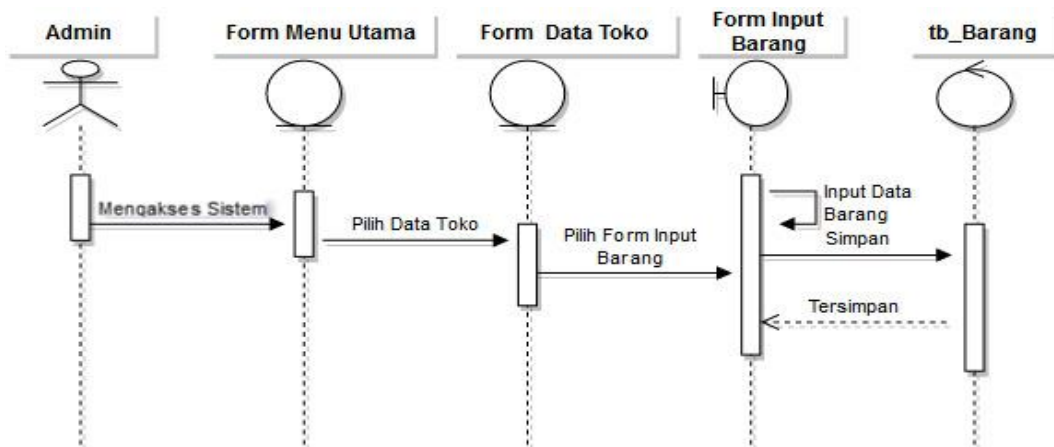 Admin
Form Menu Utama
Form Data Toko
Form Input
Barang
tb_Barang
Mengakses Sistem
Pilih Data Toko
Pilih Form Input
Barang
Input Data
Barang
Simpan
Tersimpan